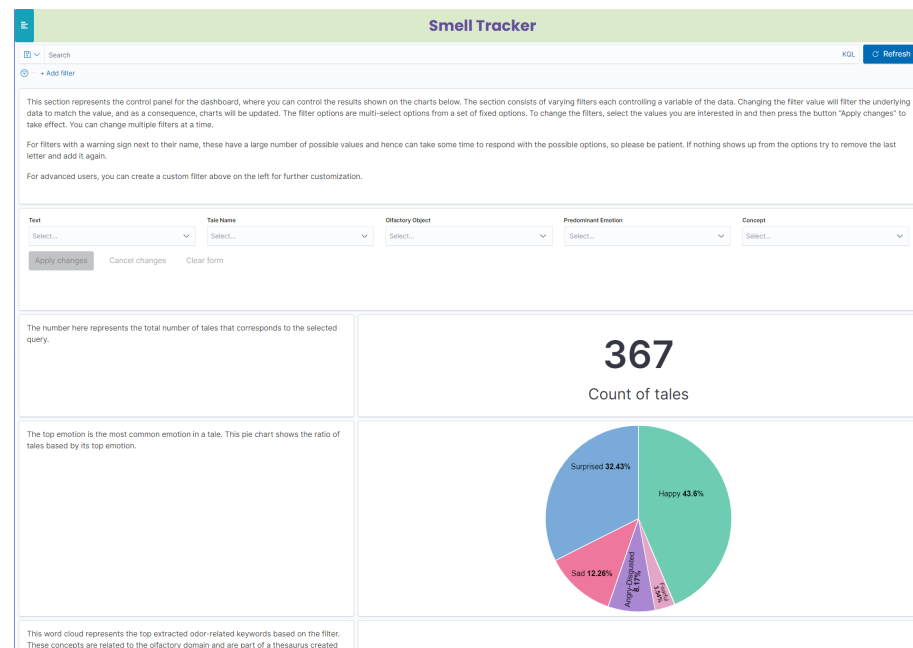 Smell Tracker
Search
KQL
Refresh
+ Add filter
This section represents the control panel for the dashboard, where you can control the results shown on the charts below. The section consists of varying filters each controlling a variable of the data. Changing the filter value will filter the underlying
data to match the value, and as a consequence, charts will be updated. The filter options are multi-select options from a set of fixed options. To change the filters, select the values you are interested in and then press the button "Apply changes" to
take effect. You can change multiple filters at a time.
For filters with a warning sign next to their name, these have a large number of possible values and hence can take some time to respond with the possible options, so please be patient. If nothing shows up from the options try to remove the last
letter and add it again.
For advanced users, you can create a custom filter above on the left for further customization.
Text
Tale Name
Olfactory Object
Predominant Emotion
Concept
Select...
Select...
Select...
Select...
Select...
Apply changes
Cancel changes
Clear form
The number here represents the total number of tales that corresponds to the selected
query.
367
Count of tales
The top emotion is the most common emotion in a tale. This pie chart shows the ratio of
tales based by its top emotion.
Surprised 32.43%
Happy 43.6%
Sad 12.26%
Angry-Disgusted
8.17%
Fearful
3.54%
This word cloud represents the top extracted odor-related keywords based on the filter.
These concepts are related to the olfactory domain and are part of a thesaurus created